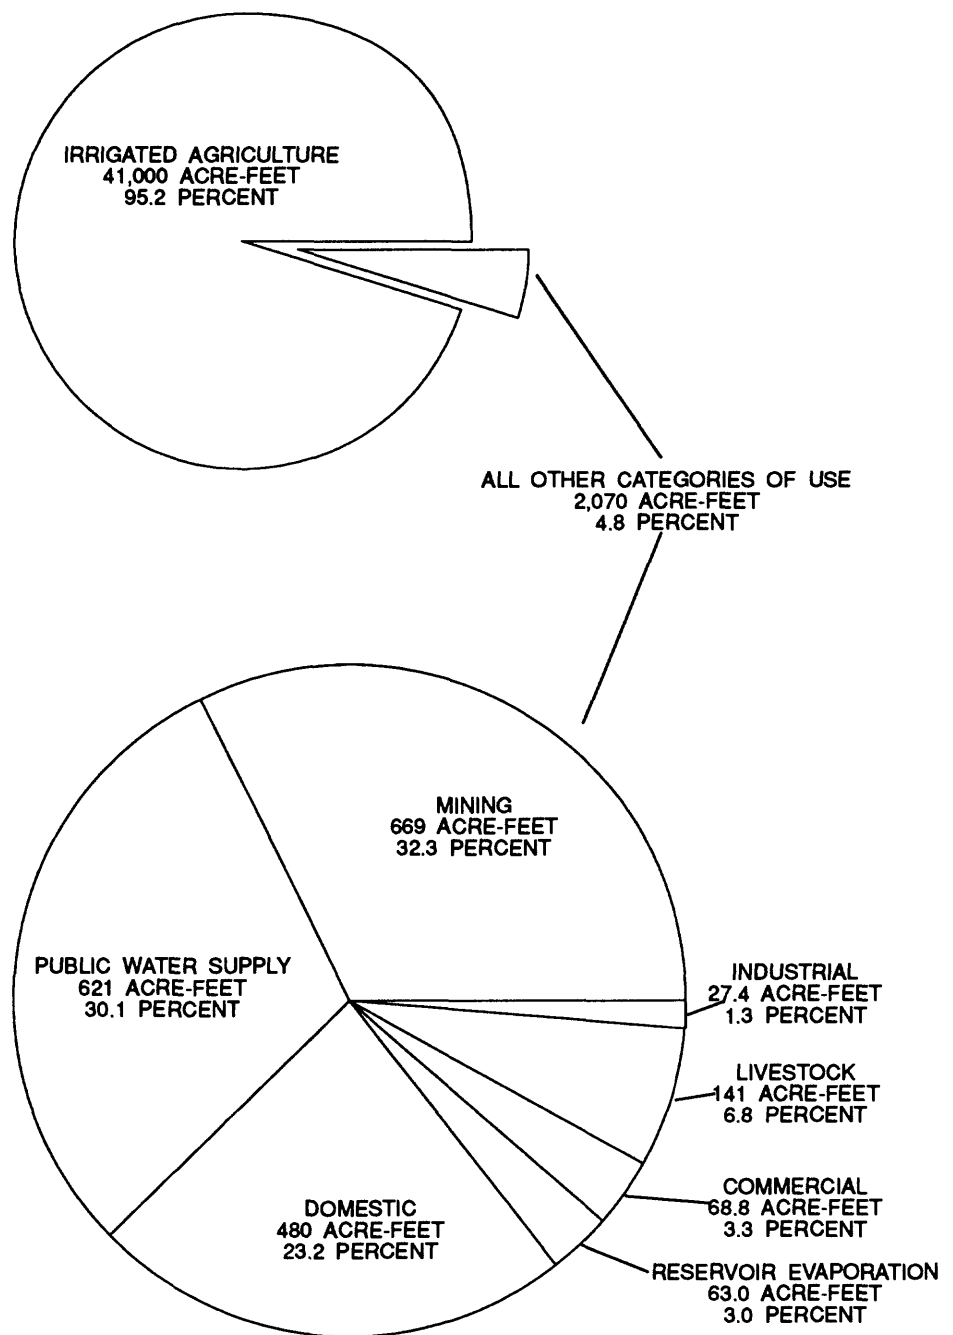 IRRIGATED AGRICULTURE
41,000 ACRE-FEET
95.2 PERCENT
ALL OTHER CATEGORIES OF USE
2,070 ACRE-FEET
4.8 PERCENT
MINING
669 ACRE-FEET
32.3 PERCENT
PUBLIC WATER SUPPLY
621 ACRE-FEET
30.1 PERCENT
INDUSTRIAL
27.4 ACRE-FEET
1.3 PERCENT
LIVESTOCK
141 ACRE-FEET
6.8 PERCENT
COMMERCIAL
68.8 ACRE-FEET
3.3 PERCENT
DOMESTIC
480 ACRE-FEET
23.2 PERCENT
RESERVOIR EVAPORATION
63.0 ACRE-FEET
3.0 PERCENT